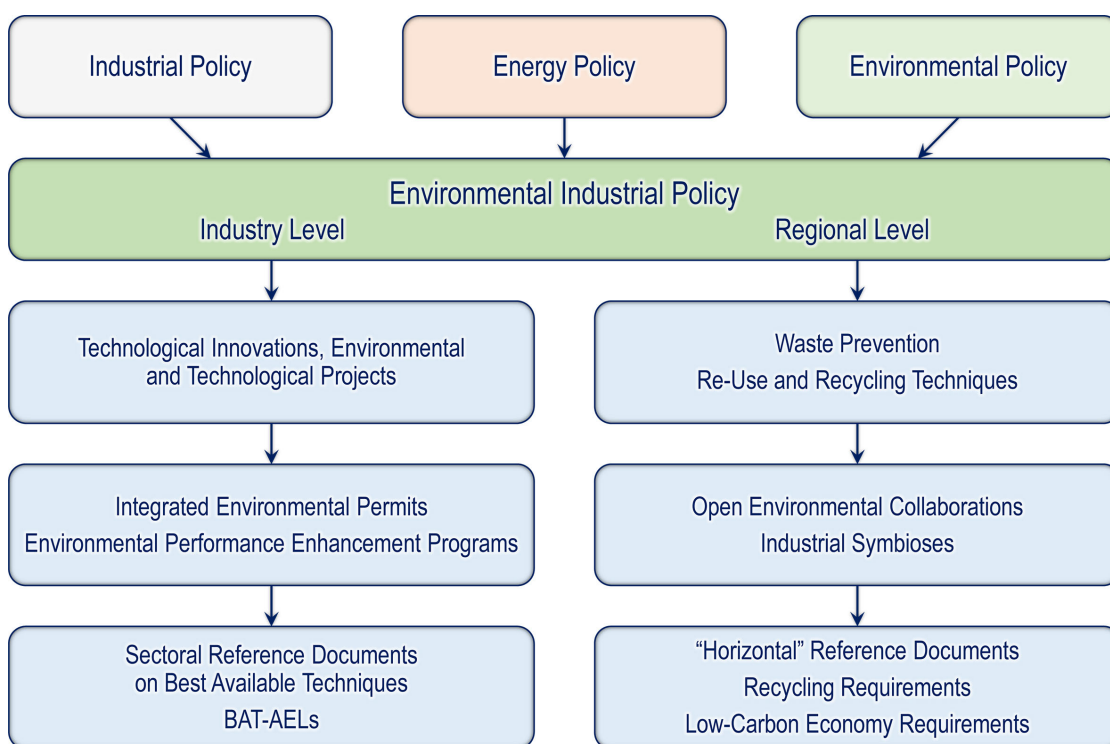 Industrial Policy
Energy Policy
Environmental Policy
Environmental Industrial Policy
Industry Level
Regional Level
Technological Innovations, Environmental
and Technological Projects
Waste Prevention
Re-Use and Recycling Techniques
Integrated Environmental Permits
Environmental Performance Enhancement Programs
Open Environmental Collaborations
Industrial Symbioses
Sectoral Reference Documents
on Best Available Techniques
BAT-AELs
“Horizontal” Reference Documents
Recycling Requirements
Low-Carbon Economy Requirements